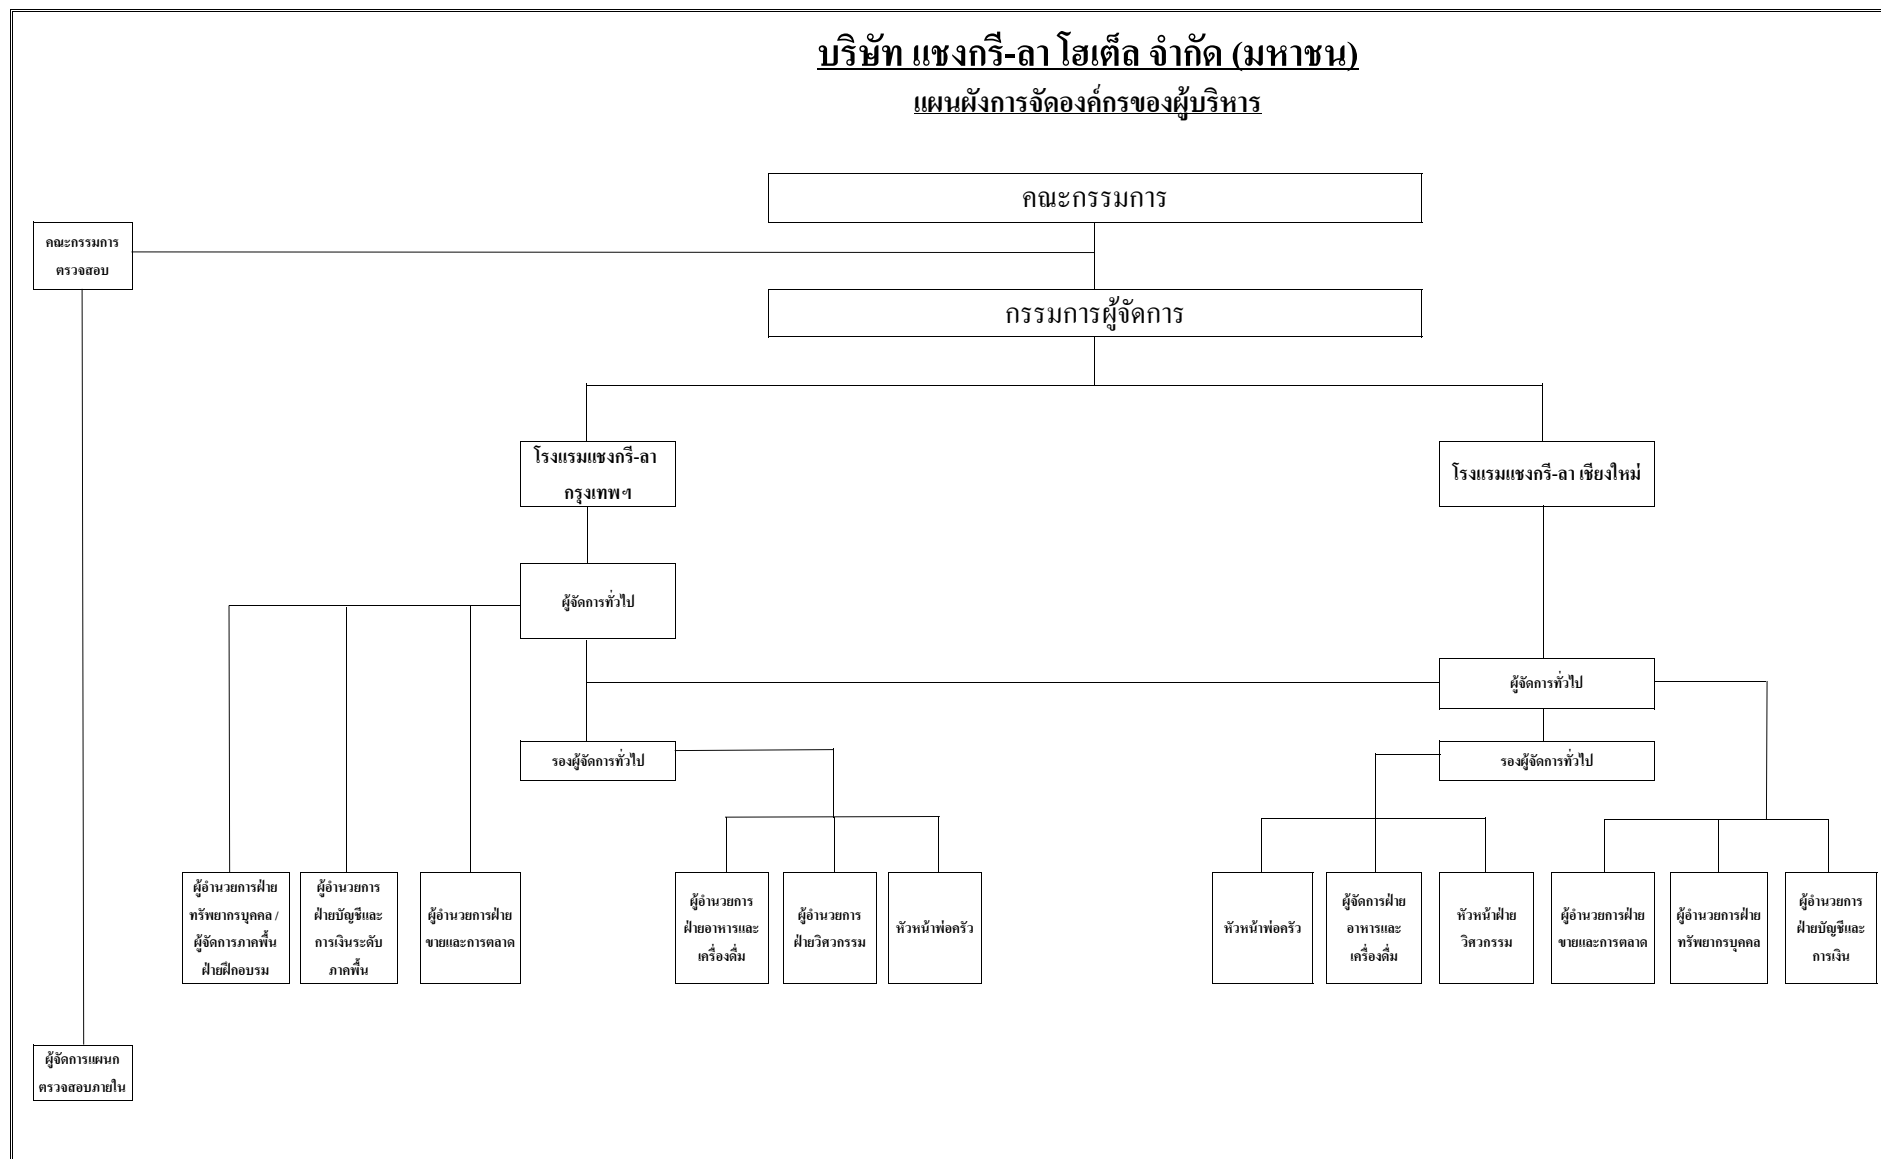 บริษัท แชงกรี-ลา โฮเต็ล จำกัด (มหาชน)
แผนผังการจัดองค์กรของผู้บริหาร
คณะกรรมการ
คณะกรรมการ
ตรวจสอบ
กรรมการผู้จัดการ
โรงแรมแชงกรี-ลา
กรุงเทพฯ
โรงแรมแชงกรี-ลา เชียงใหม่
ผู้จัดการทั่วไป
ผู้จัดการทั่วไป
รองผู้จัดการทั่วไป
รองผู้จัดการทั่วไป
ผู้อำนวยการฝ่าย
ทรัพยากรบุคคล /
ผู้จัดการภาคพื้น
ฝ่ายฝึกอบรม
ผู้อำนวยการ
ฝ่ายบัญชีและ
การเงินระดับ
ภาคพื้น
ผู้อำนวยการฝ่าย
ขายและการตลาด
ผู้อำนวยการ
ฝ่ายอาหารและ
เครื่องดื่ม
ผู้อำนวยการ
ฝ่ายวิศวกรรม
หัวหน้าพ่อครัว
หัวหน้าพ่อครัว
ผู้จัดการฝ่าย
อาหารและ
เครื่องดื่ม
หัวหน้าฝ่าย
วิศวกรรม
ผู้อำนวยการฝ่าย
ขายและการตลาด
ผู้อำนวยการฝ่าย
ทรัพยากรบุคคล
ผู้อำนวยการ
ฝ่ายบัญชีและ
การเงิน
ผู้จัดการแผนก
ตรวจสอบภายใน